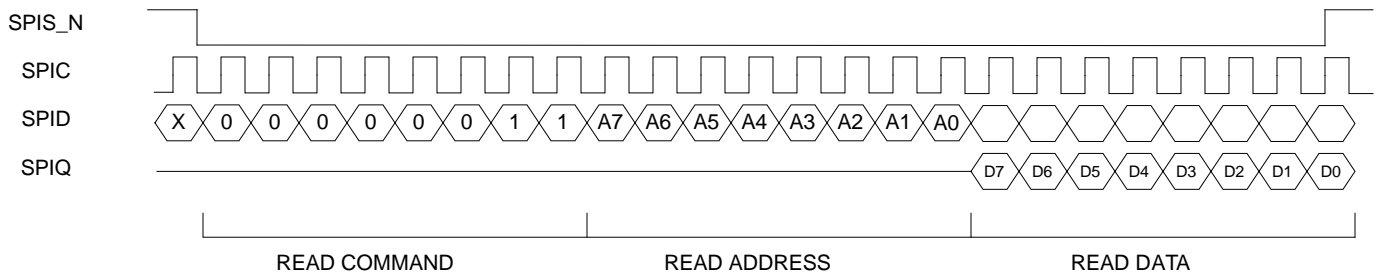 SPIS_N
SPIC
SPID X 0 0 0 0 0 0 1 1 A7 A6 A5 A4 A3 A2 A1 A0
SPIQ D7 D6 D5 D4 D3 D2 D1 D0
READ COMMAND READ ADDRESS READ DATA